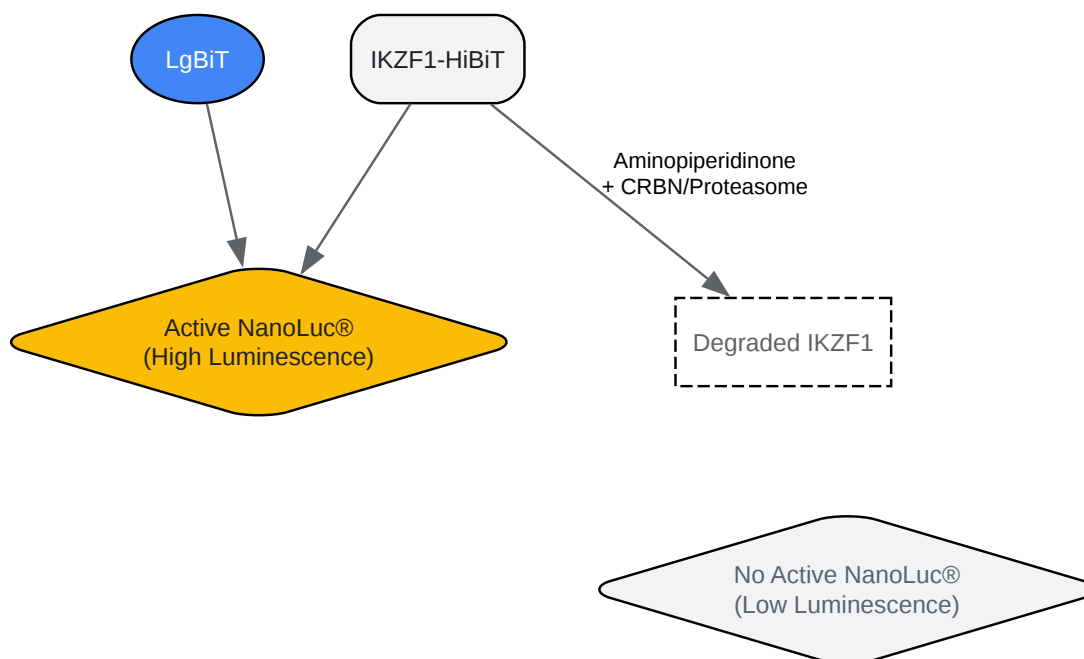 LgBiT
IKZF1-HiBiT
Aminopiperidinone
+ CRBN/Proteasome
Active NanoLuc®
(High Luminescence)
Degraded IKZF1
No Active NanoLuc®
(Low Luminescence)